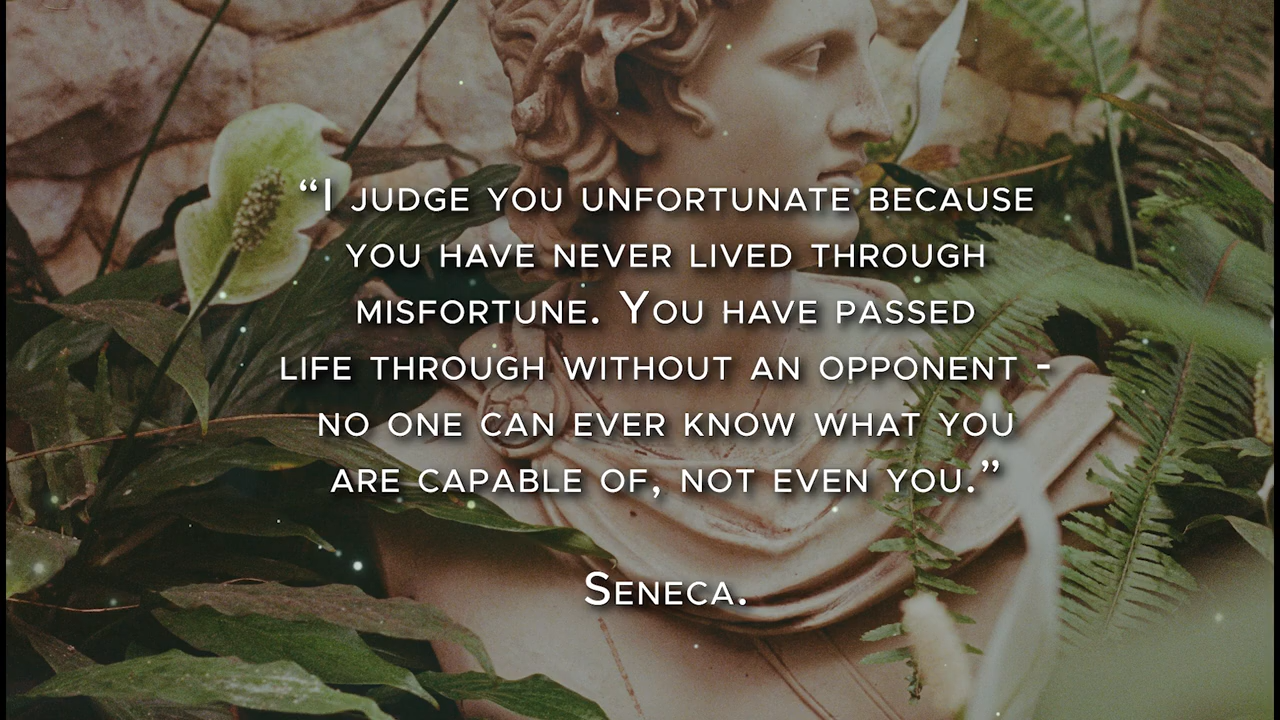 “I judge you unfortunate because
you have never lived through
misfortune. You have passed
life through without an opponent -
no one can ever know what you
are capable of, not even you.”
Seneca.